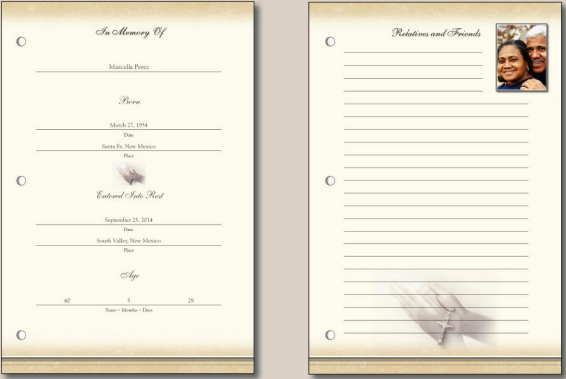 In Memory Of
Marcella Perez
Born
March 27, 1954
Date
Santa Fe, New Mexico
Place
Entered Into Rest
September 25, 2014
Date
South Valley, New Mexico
Place
Age
60 5 29
Years ~ Months ~ Days
Relatives and Friends